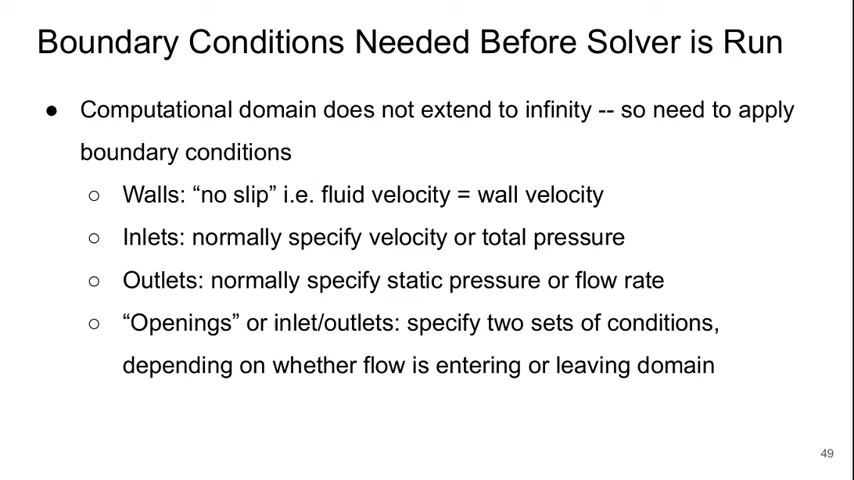 Boundary Conditions Needed Before Solver is Run
● Computational domain does not extend to infinity -- so need to apply
boundary conditions
○ Walls: “no slip” i.e. fluid velocity = wall velocity
○ Inlets: normally specify velocity or total pressure
○ Outlets: normally specify static pressure or flow rate
○ “Openings” or inlet/outlets: specify two sets of conditions,
depending on whether flow is entering or leaving domain
49